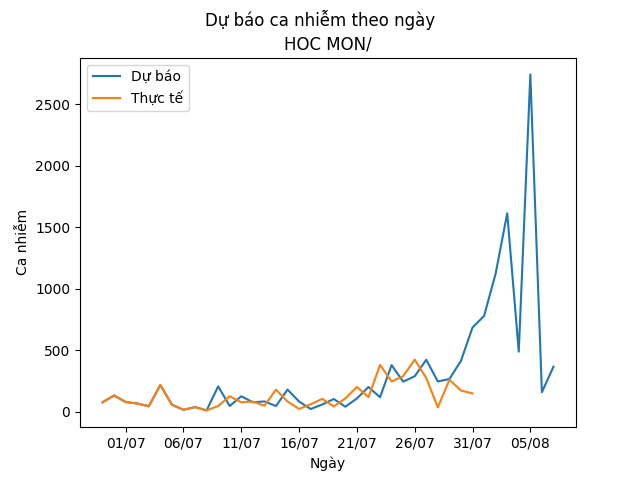 Dự báo ca nhiễm theo ngày
HOC MON/
Dự báo
Thực tế
Ca nhiễm
2500
2000
1500
1000
500
0
01/07 06/07 11/07 16/07 21/07 26/07 31/07 05/08
Ngày